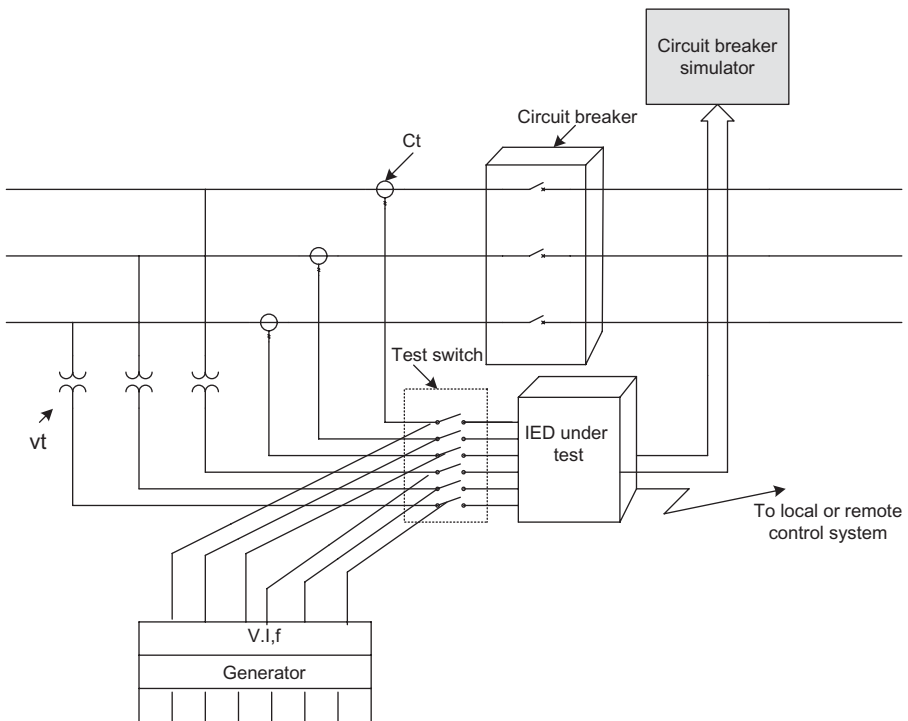 Circuit breaker
simulator
Circuit breaker
Ct
Test switch
vt
IED under
test
To local or remote
control system
V.I,f
Generator